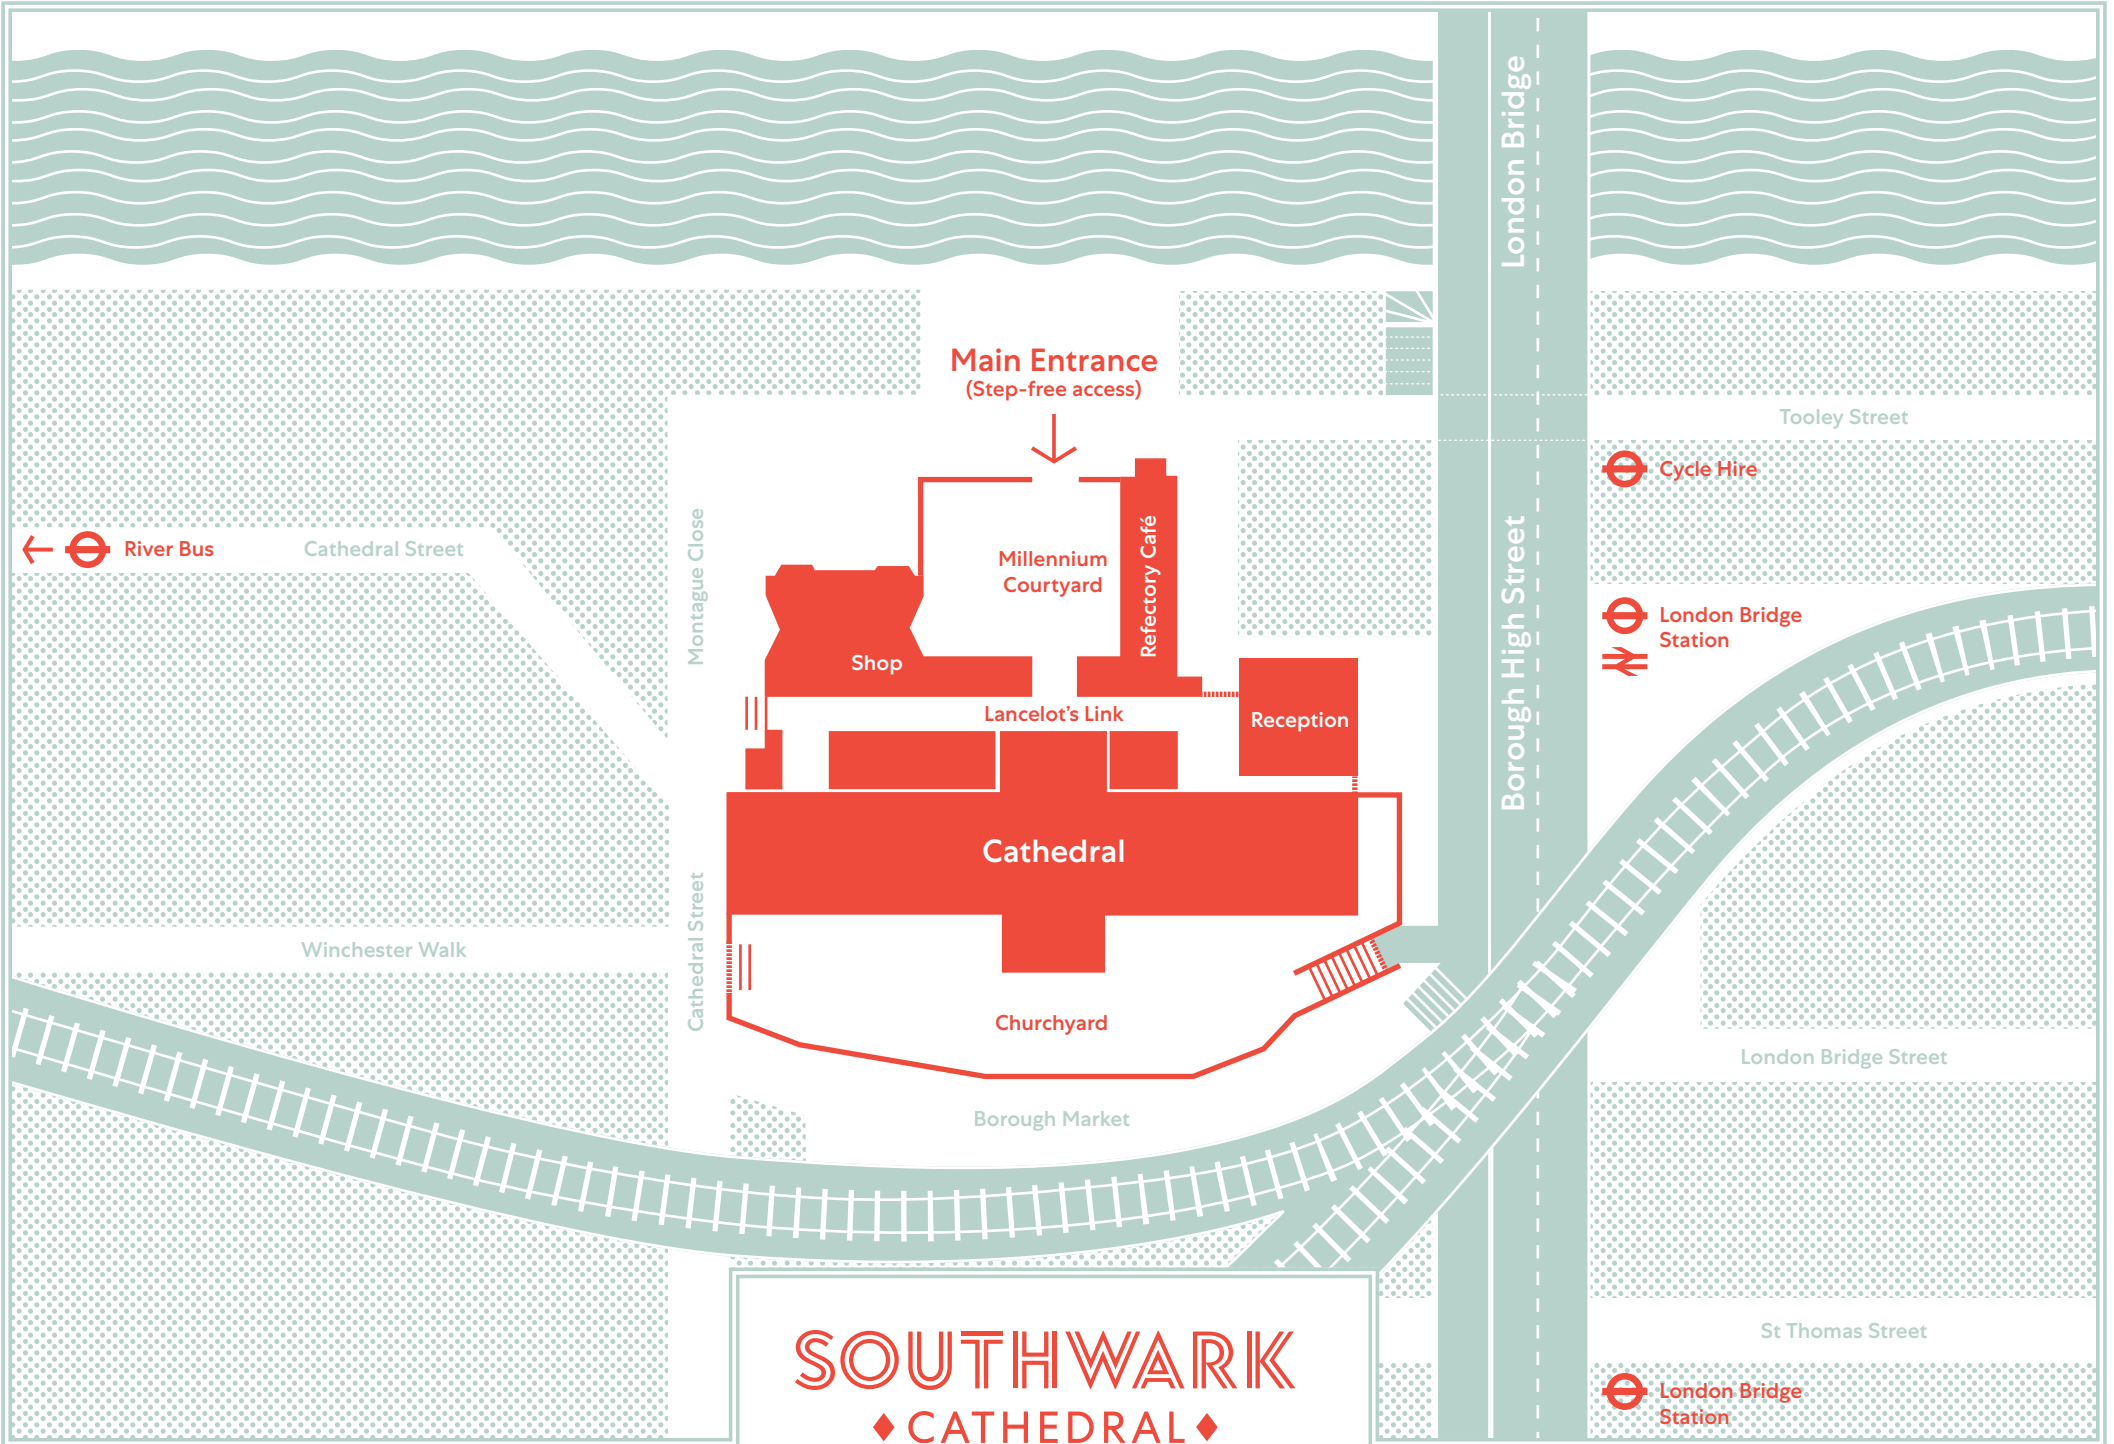 London Bridge
Main Entrance
(Step-free access)
Tooley Street
Cycle Hire
River Bus
Cathedral Street
Montague Close
Millennium
Courtyard
Refectory Café
Borough High Street
London Bridge
Station
Shop
Lancelot’s Link
Reception
Cathedral
Cathedral Street
Winchester Walk
Churchyard
London Bridge Street
Borough Market
St Thomas Street
London Bridge
Station
SOUTHWARK
CATHEDRAL